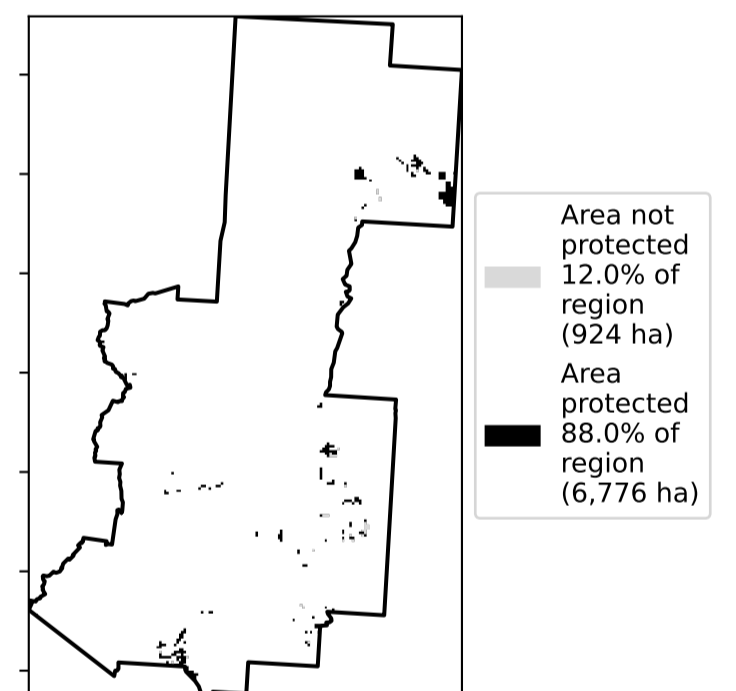 Area not
protected
12.0% of
region
(924 ha)
Area
protected
88.0% of
region
(6,776 ha)